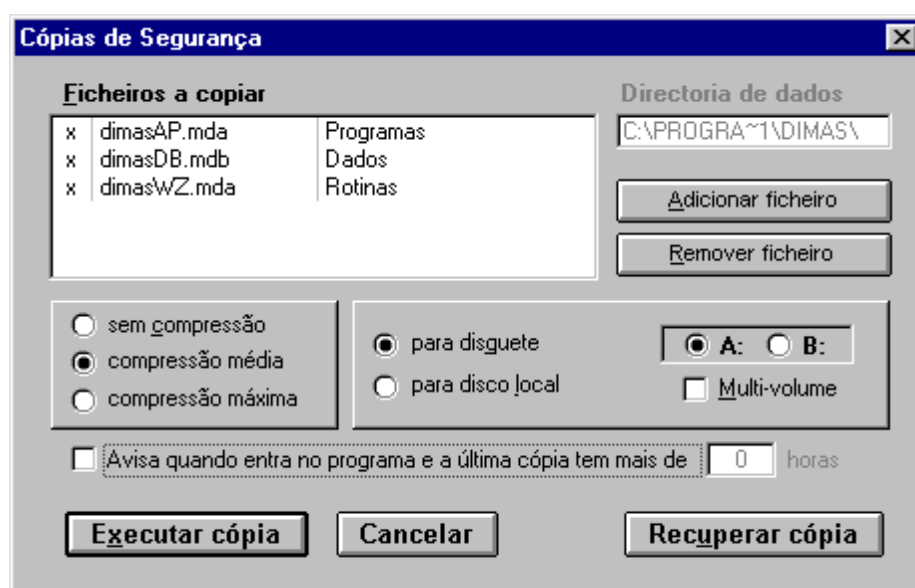 Cópias de Segurança
Ficheiros a copiar
Directoria de dados
x dimasAP.mda Programas
x dimasDB.mdb Dados
x dimasWZ.mda Rotinas
C:\PROGRA~1\DIMAS\
Adicionar ficheiro
Remover ficheiro
sem compressão
compressão média
compressão máxima
para disguete
para disco local
A: B:
Multi-volume
Avisa quando entra no programa e a última cópia tem mais de 0 horas
Executar cópia Cancelar Recuperar cópia